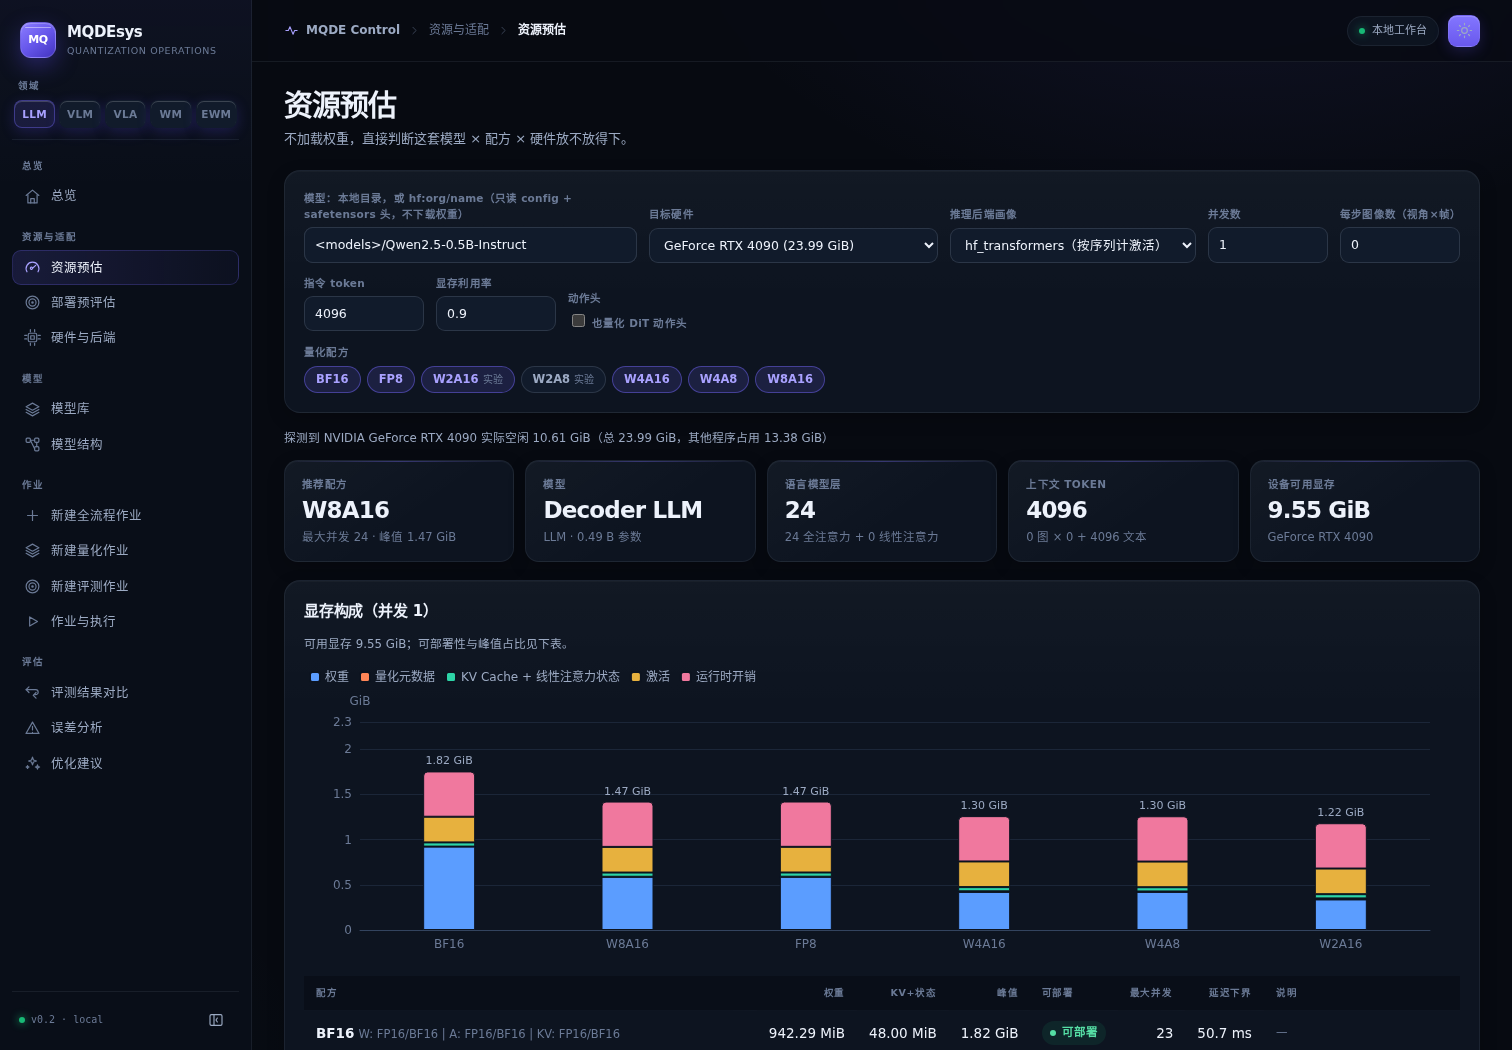 MQ
MQDEsys
QUANTIZATION OPERATIONS
领域
LLM VLM VLA WM EWM
总览
总览
资源与适配
资源预估
部署预评估
硬件与后端
模型
模型库
模型结构
作业
新建全流程作业
新建量化作业
新建评测作业
作业与执行
评估
评测结果对比
误差分析
优化建议
v0.2 · local
MQDE Control 资源与适配 资源预估
本地工作台
资源预估
不加载权重，直接判断这套模型 × 配方 × 硬件放不放得下。
模型：本地目录，或 hf:org/name（只读 config +
safetensors 头，不下载权重） 目标硬件 推理后端画像 并发数 每步图像数（视角×帧）
<models>/Qwen2.5-0.5B-Instruct GeForce RTX 4090 (23.99 GiB) hf_transformers（按序列计激活） 1 0
指令 token 显存利用率 动作头
4096 0.9 也量化 DiT 动作头
量化配方
BF16 FP8 W2A16 实验 W2A8 实验 W4A16 W4A8 W8A16
探测到 NVIDIA GeForce RTX 4090 实际空闲 10.61 GiB（总 23.99 GiB，其他程序占用 13.38 GiB）
推荐配方 模型 语言模型层 上下文 TOKEN 设备可用显存
W8A16 Decoder LLM 24 4096 9.55 GiB
最大并发 24 · 峰值 1.47 GiB LLM · 0.49 B 参数 24 全注意力 + 0 线性注意力 0 图 × 0 + 4096 文本 GeForce RTX 4090
显存构成（并发 1）
可用显存 9.55 GiB；可部署性与峰值占比见下表。
权重 量化元数据 KV Cache + 线性注意力状态 激活 运行时开销
GiB
2.3
2
1.5
1
0.5
0
1.82 GiB 1.47 GiB 1.47 GiB 1.30 GiB 1.30 GiB 1.22 GiB
BF16 W8A16 FP8 W4A16 W4A8 W2A16
配方 权重 KV+状态 峰值 可部署 最大并发 延迟下界 说明
BF16 W: FP16/BF16 | A: FP16/BF16 | KV: FP16/BF16 942.29 MiB 48.00 MiB 1.82 GiB 可部署 23 50.7 ms —